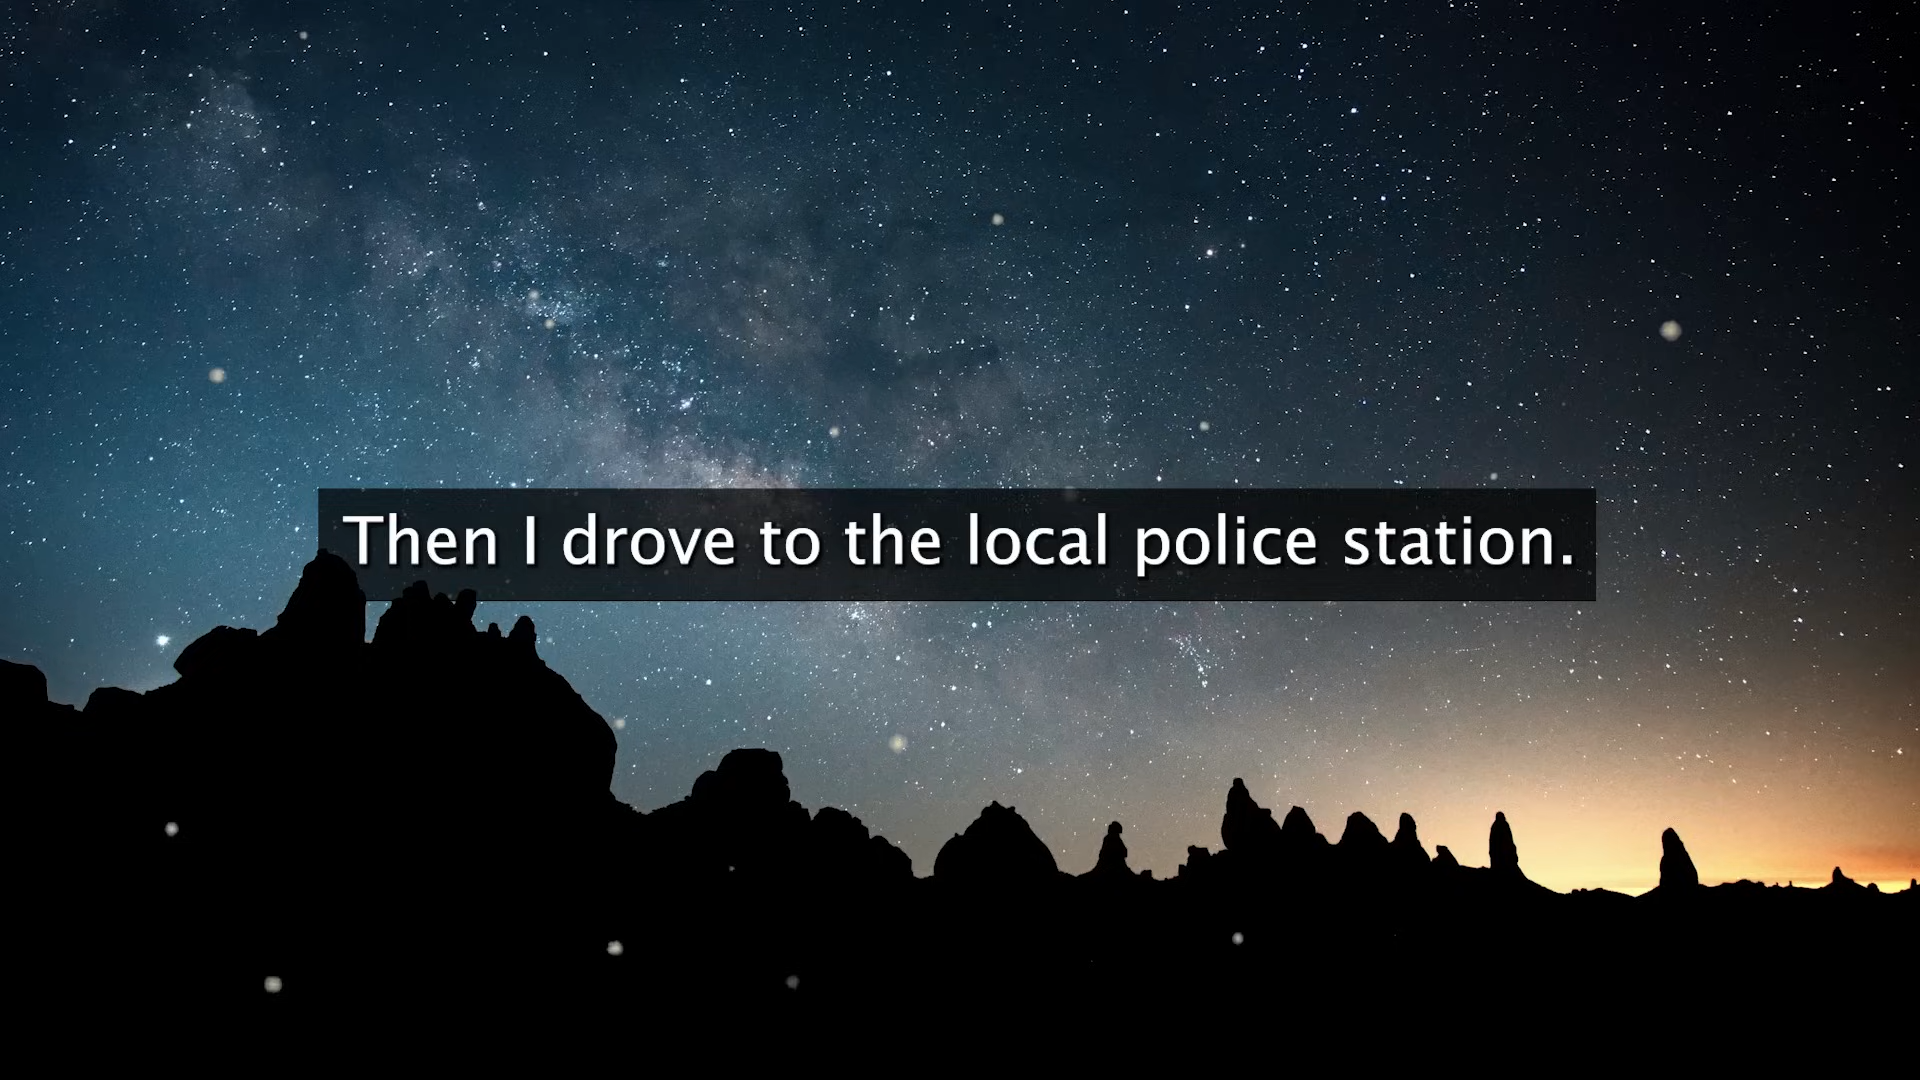 Then I drove to the local police station.